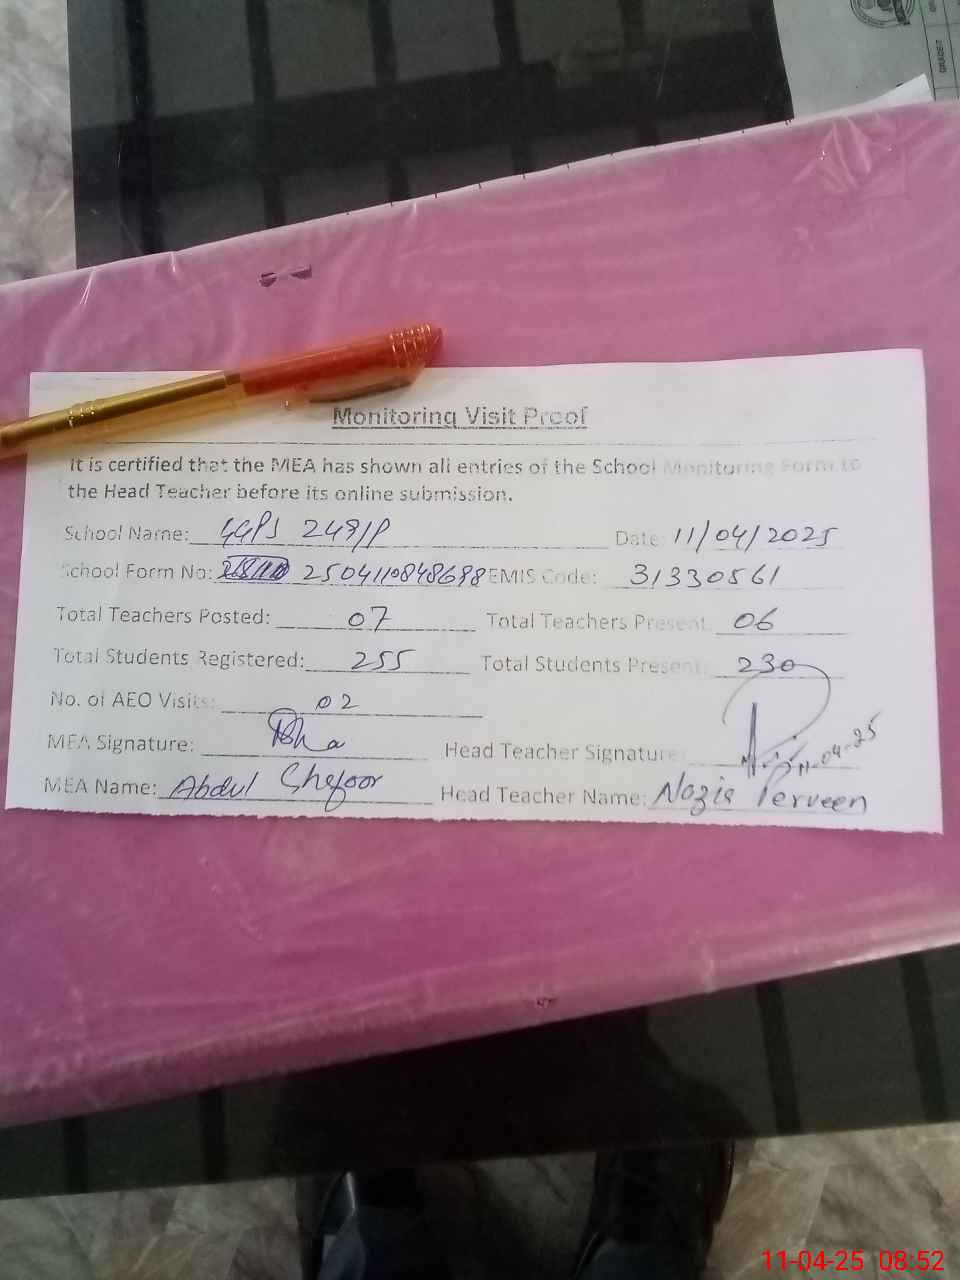 GRADE-7
Monitoring Visit Proof
It is certified that the MEA has shown all entries of the School Monitoring Form to
the Head Teacher before its online submission.
School Name: GGPS 248/P Date: 11/04/2025
School Form No: 2504110848688 EMIS Code: 31330561
Total Teachers Posted: 07 Total Teachers Present: 06
Total Students Registered: 255 Total Students Present: 230
No. of AEO Visits: 02
MEA Signature: Head Teacher Signature: 11-04-25
MEA Name: Abdul Ghafoor Head Teacher Name: Nazia Perveen
11-04-25 08:52